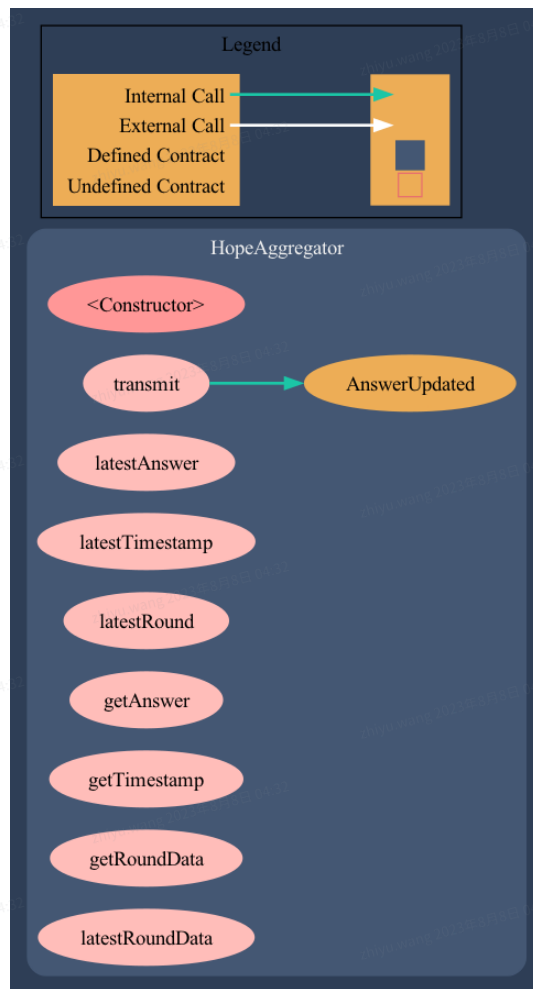 Legend
Internal Call
External Call
Defined Contract
Undefined Contract
HopeAggregator
<Constructor>
transmit
AnswerUpdated
latestAnswer
latestTimestamp
latestRound
getAnswer
getTimestamp
getRoundData
latestRoundData